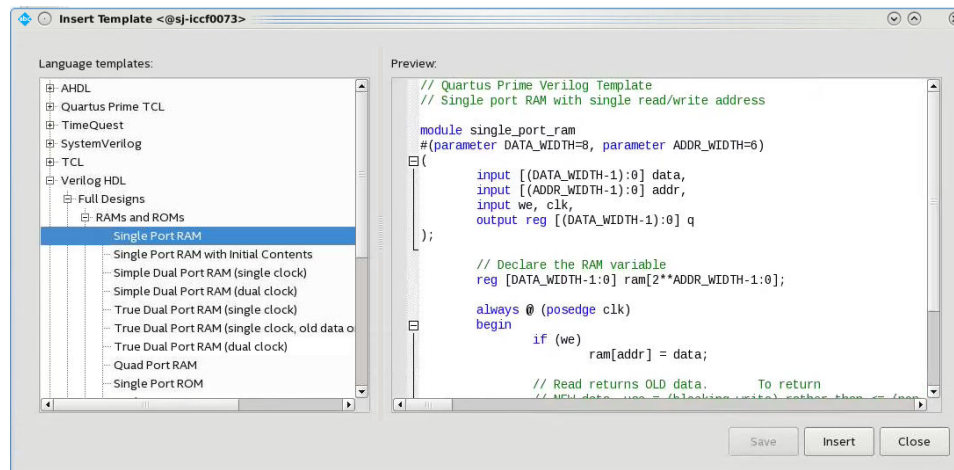 Insert Template <@sj-iccf0073>
Language templates:
AHDL
Quartus Prime TCL
TimeQuest
SystemVerilog
TCL
Verilog HDL
Full Designs
RAMs and ROMs
Single Port RAM
Single Port RAM with Initial Contents
Simple Dual Port RAM (single clock)
Simple Dual Port RAM (dual clock)
True Dual Port RAM (single clock)
True Dual Port RAM (single clock, old data o
True Dual Port RAM (dual clock)
Quad Port RAM
Single Port ROM
Preview:
// Quartus Prime Verilog Template
// Single port RAM with single read/write address
module single_port_ram
#(parameter DATA_WIDTH=8, parameter ADDR_WIDTH=6)
(
input [(DATA_WIDTH-1):0] data,
input [(ADDR_WIDTH-1):0] addr,
input we, clk,
output reg [(DATA_WIDTH-1):0] q
);
// Declare the RAM variable
reg [DATA_WIDTH-1:0] ram[2**ADDR_WIDTH-1:0];
always @ (posedge clk)
begin
if (we)
ram[addr] = data;
// Read returns OLD data. To return
Save
Insert
Close